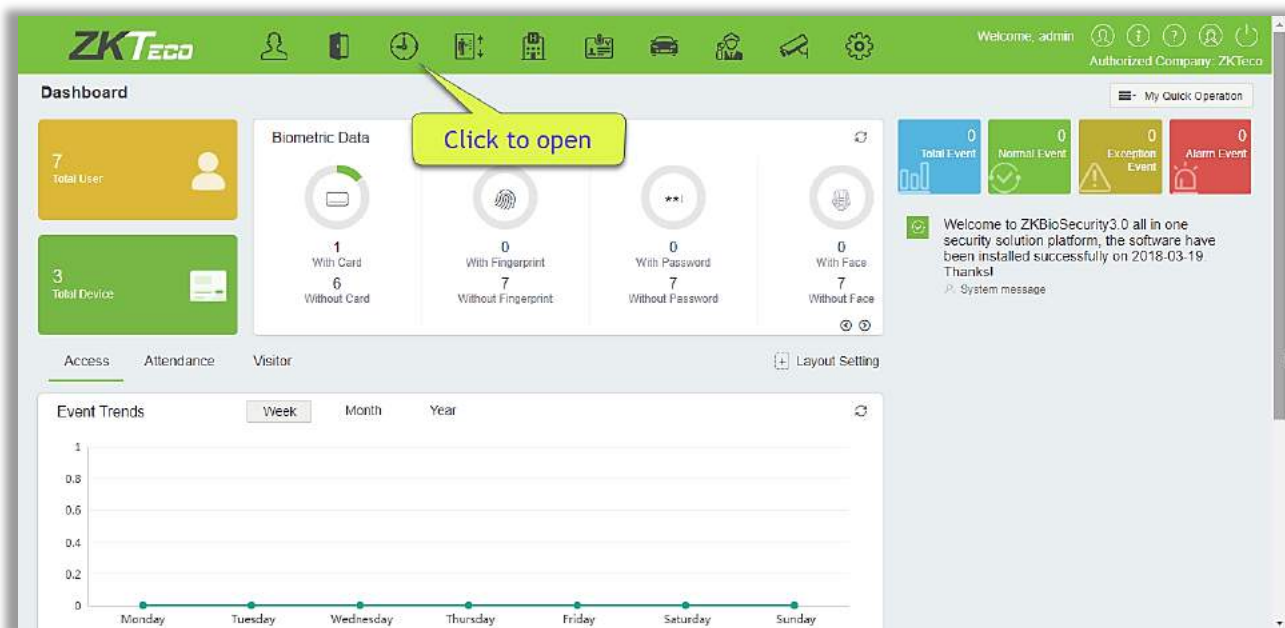 ZKTECO
Welcome, admin
Authorized Company: ZKTeco
Dashboard
My Quick Operation
Click to open
7
Total User
Biometric Data
1
With Card
6
Without Card
0
With Fingerprint
7
Without Fingerprint
**|
0
With Password
7
Without Password
0
With Face
7
Without Face
0
Total Event
0
Normal Event
0
Exception
Event
0
Alarm Event
3
Total Device
Welcome to ZKBioSecurity3.0 all in one
security solution platform, the software have
been installed successfully on 2018-03-19.
Thanks!
System message
Access Attendance Visitor
Layout Setting
Event Trends
Week Month Year
1
0.8
0.6
0.4
0.2
0
Monday Tuesday Wednesday Thursday Friday Saturday Sunday